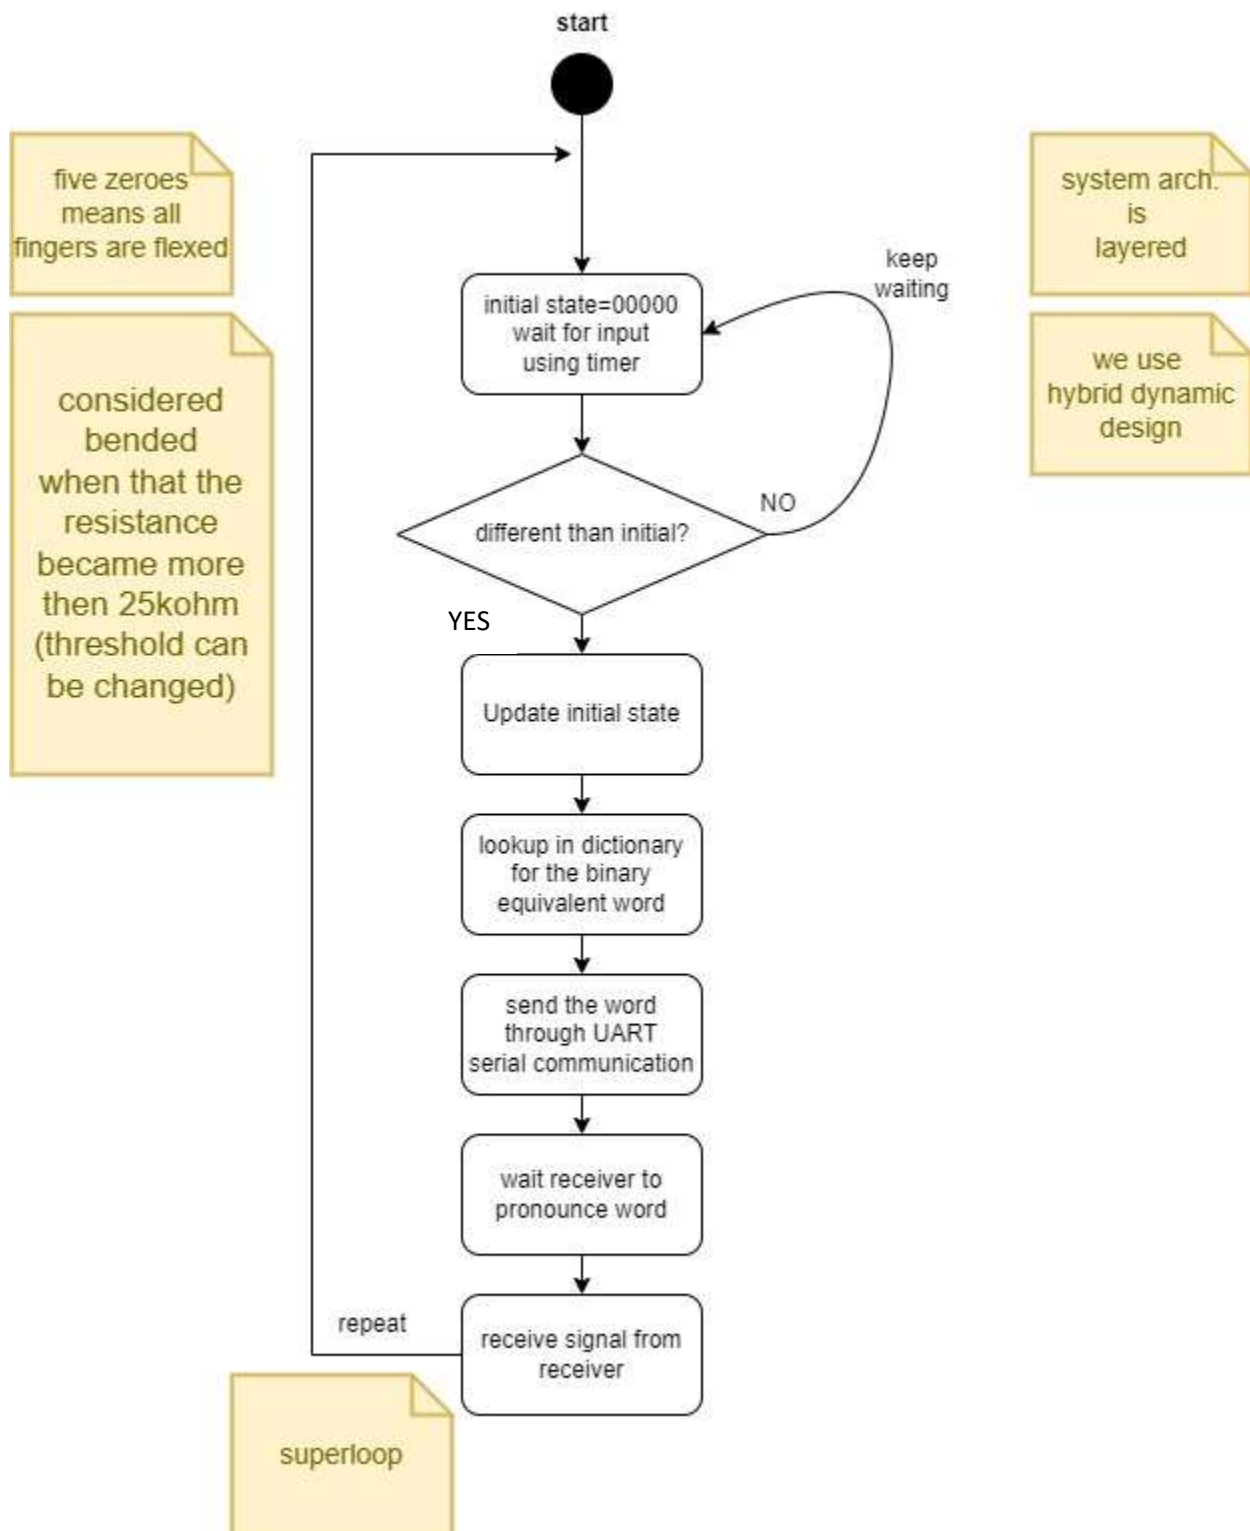 start
five zeroes
means all
fingers are flexed
system arch.
is
layered
keep
waiting
initial state=00000
wait for input
using timer
considered
bended
when that the
resistance
became more
then 25kohm
(threshold can
be changed)
we use
hybrid dynamic
design
NO
different than initial?
YES
Update initial state
lookup in dictionary
for the binary
equivalent word
send the word
through UART
serial communication
wait receiver to
pronounce word
repeat
receive signal from
receiver
superloop